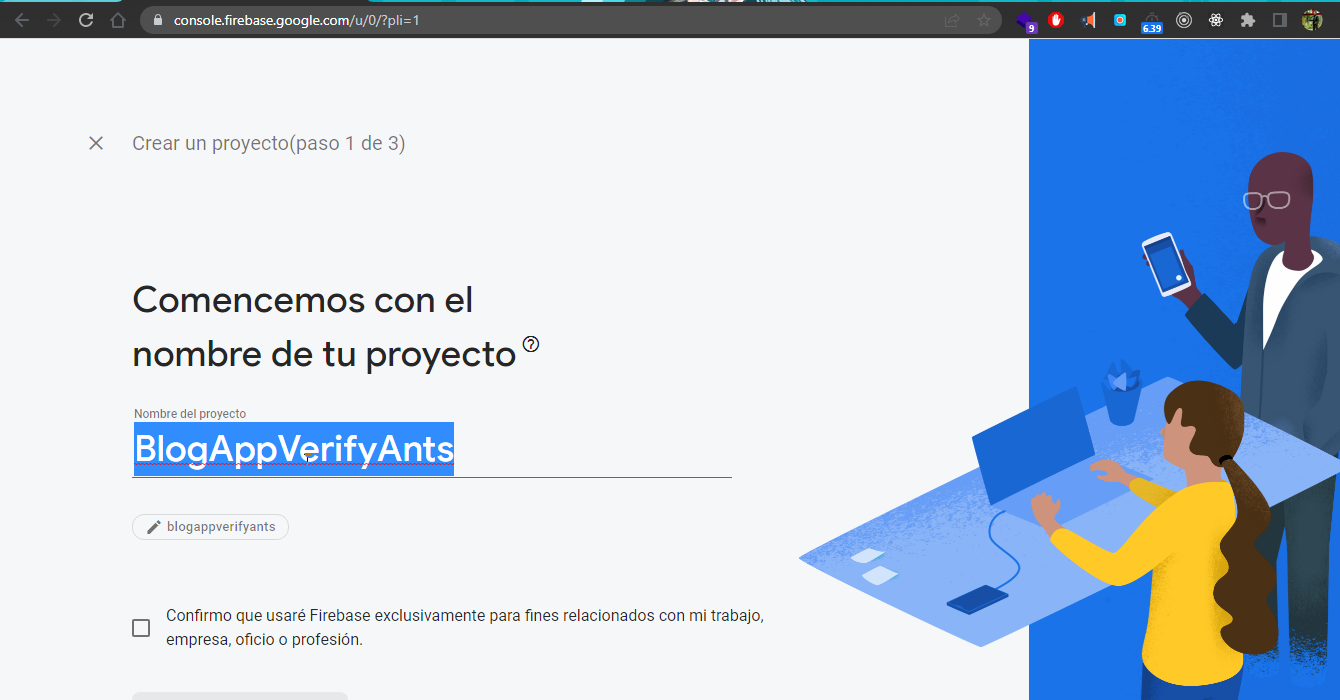 console.firebase.google.com/u/0/?pli=1
9
6.39
Crear un proyecto(paso 1 de 3)
Comencemos con el
nombre de tu proyecto
Nombre del proyecto
BlogAppVerifyAnts
blogappverifyants
Confirmo que usaré Firebase exclusivamente para fines relacionados con mi trabajo,
empresa, oficio o profesión.